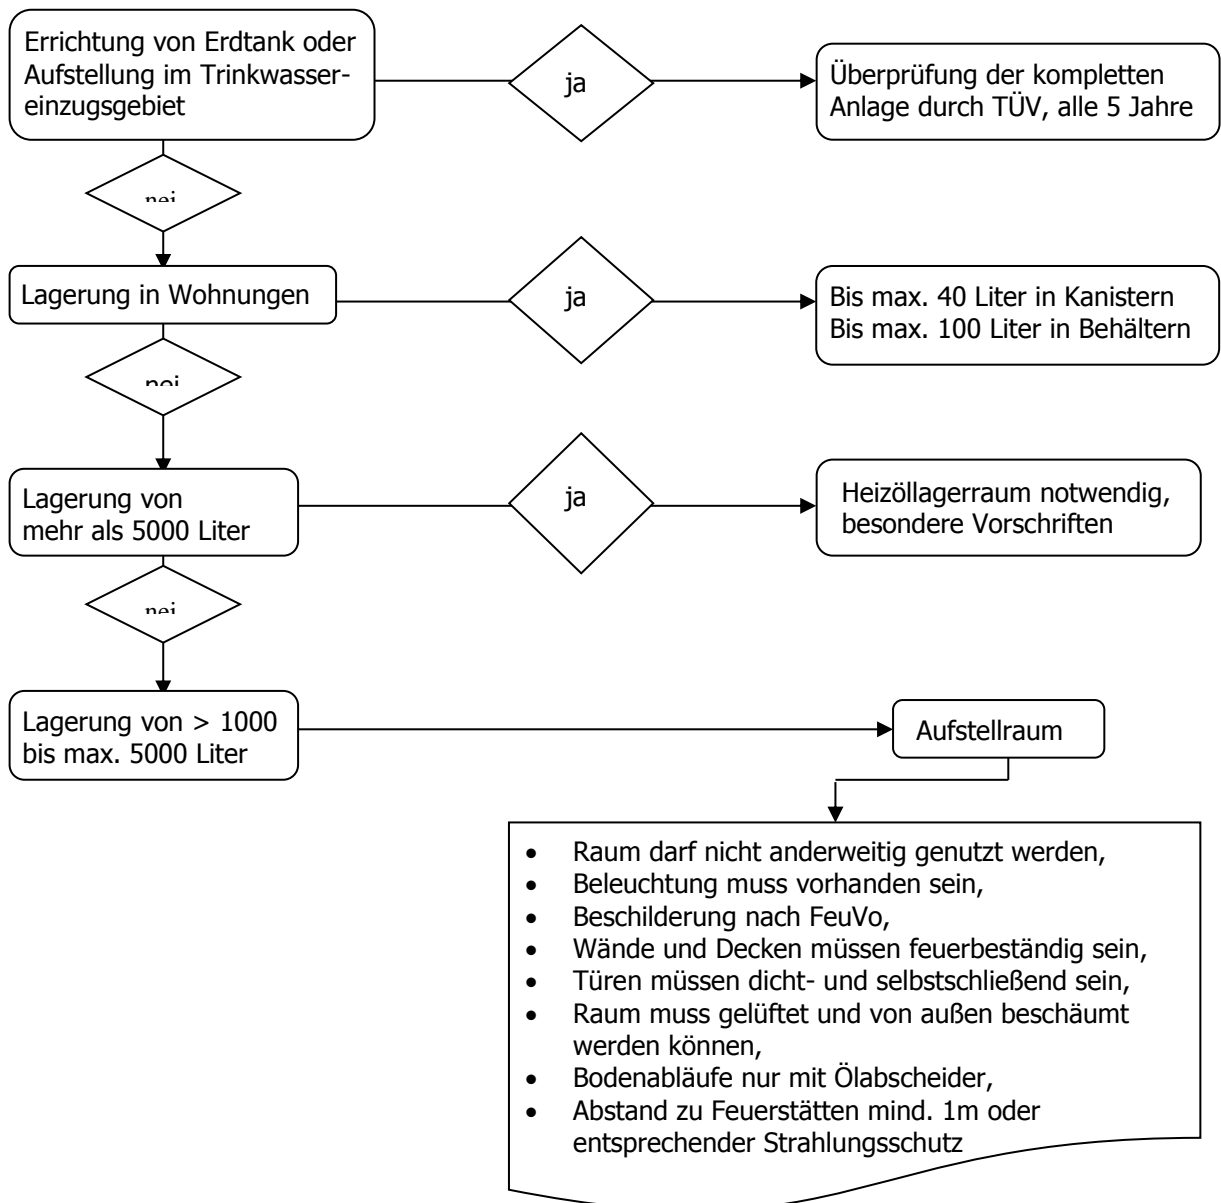 Errichtung von Erdtank oder
Aufstellung im Trinkwasser-
einzugsgebiet
ja
Überprüfung der kompletten
Anlage durch TÜV, alle 5 Jahre
nei
Lagerung in Wohnungen
ja
Bis max. 40 Liter in Kanistern
Bis max. 100 Liter in Behältern
nei
Lagerung von
mehr als 5000 Liter
ja
Heizöllagerraum notwendig,
besondere Vorschriften
nei
Lagerung von > 1000
bis max. 5000 Liter
Aufstellraum
• Raum darf nicht anderweitig genutzt werden,
• Beleuchtung muss vorhanden sein,
• Beschilderung nach FeuVo,
• Wände und Decken müssen feuerbeständig sein,
• Türen müssen dicht- und selbstschließend sein,
• Raum muss gelüftet und von außen beschäumt
werden können,
• Bodenabläufe nur mit Ölabscheider,
• Abstand zu Feuerstätten mind. 1m oder
entsprechender Strahlungsschutz